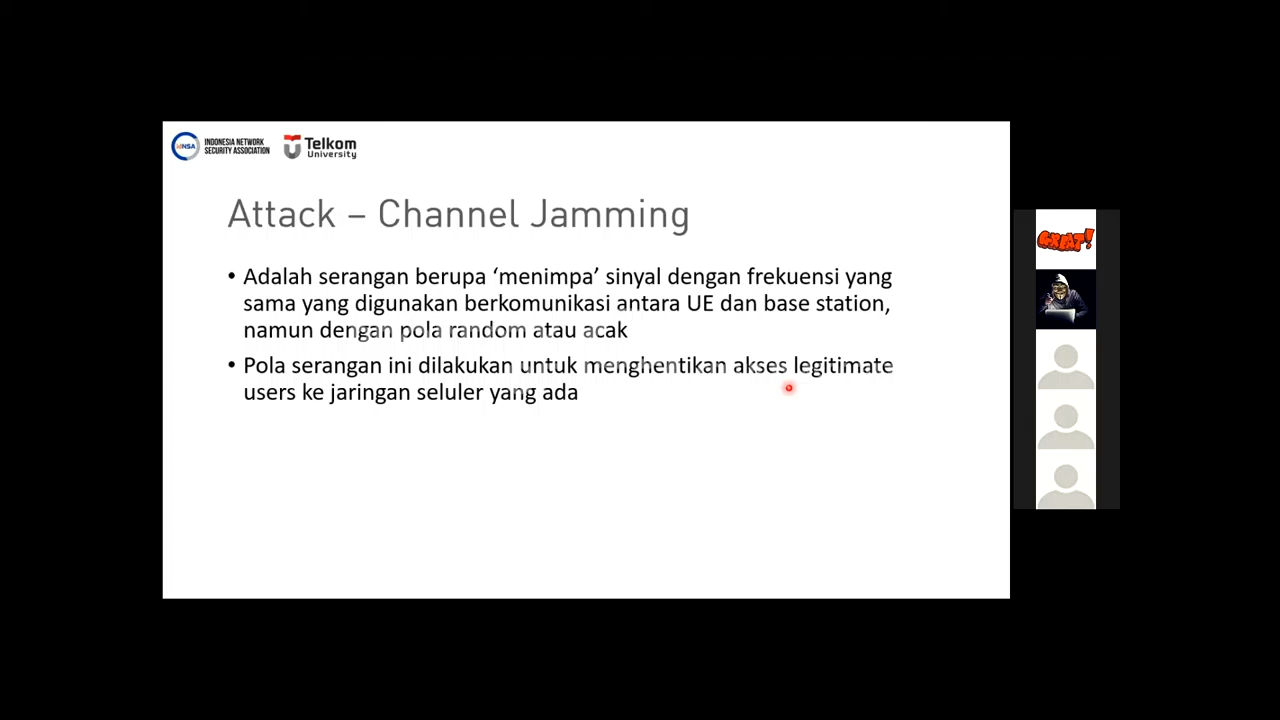 INSA
INDONESIA NETWORK
SECURITY ASSOCIATION
Telkom
University
Attack – Channel Jamming
• Adalah serangan berupa ‘menimpa’ sinyal dengan frekuensi yang
sama yang digunakan berkomunikasi antara UE dan base station,
namun dengan pola random atau acak
• Pola serangan ini dilakukan untuk menghentikan akses legitimate
users ke jaringan seluler yang ada
GREAT!